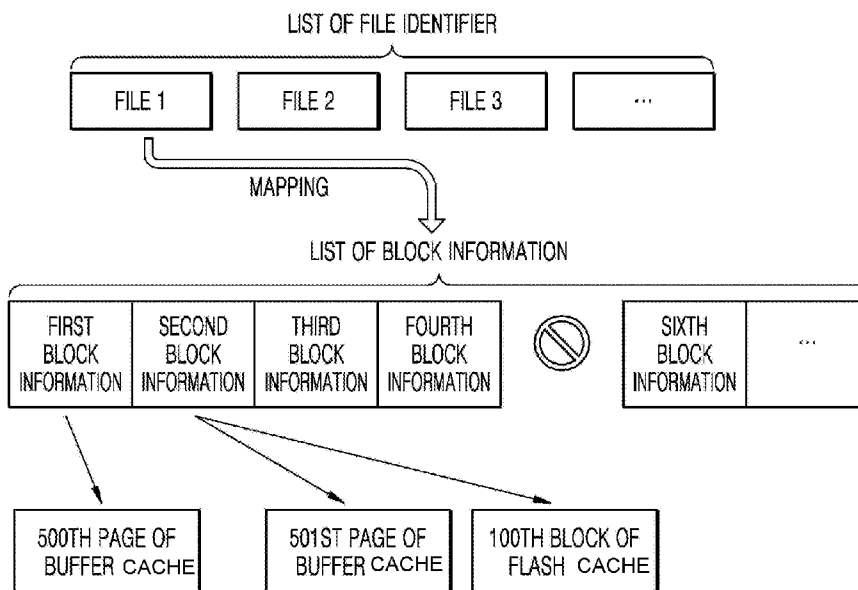 LIST OF FILE IDENTIFIER
FILE 1
FILE 2
FILE 3
...
MAPPING
LIST OF BLOCK INFORMATION
FIRST
BLOCK
INFORMATION
SECOND
BLOCK
INFORMATION
THIRD
BLOCK
INFORMATION
FOURTH
BLOCK
INFORMATION
SIXTH
BLOCK
INFORMATION
...
500TH PAGE OF
BUFFER CACHE
501ST PAGE OF
BUFFER CACHE
100TH BLOCK OF
FLASH CACHE